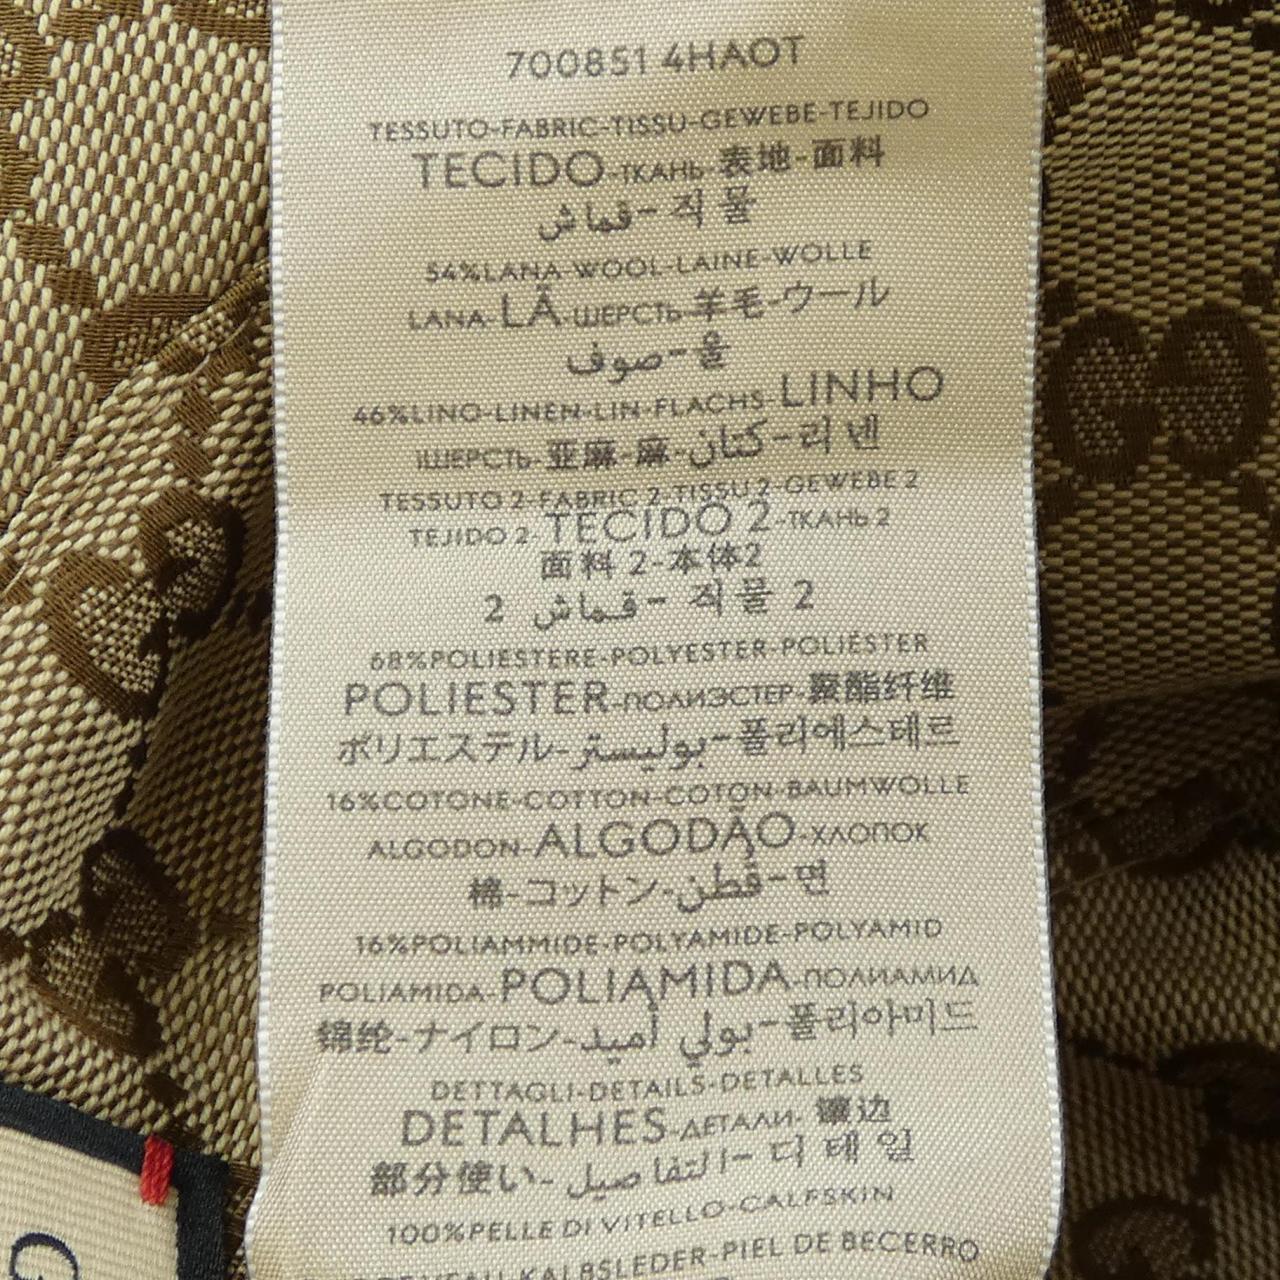 700851 4HAOT
TESSUTO-FABRIC-TISSU-GEWEBE-TEJIDO
TECIDO-ТКАНЬ-表地-面料
قماش-직물
54%LANA-WOOL-LAINE-WOLLE
LANA-LÃ-ШЕРСТЬ-羊毛-ウール
صوف-울
46%LINO-LINEN-LIN-FLACHS-LINHO
ІШЕРСТЬ-亚麻-麻-كتان-리넨
TESSUTO 2-FABRIC 2-TISSU 2-GEWEBE 2
TEJIDO 2-TECIDO 2-ТКАНЬ 2
面料 2-本体2
2 قماش- 직물 2
68%POLIESTERE-POLYESTER-POLIÉSTER
POLIESTER-ПОЛИЭСТЕР-聚酯纤维
ポリエステル-بوليستر-폴리에스테르
16%COTONE-COTTON-COTON-BAUMWOLLE
ALGODON-ALGODÃO-ХЛОПОК
棉-コットン-قطن-면
16%POLIAMMIDE-POLYAMIDE-POLYAMID
POLIAMIDA-POLIAMIDA-ПОЛИАМИД
锦纶-ナイロン-بولي أميد-폴리아미드
DETTAGLI-DETAILS-DETALLES
DETALHES-ДЕТАЛИ-镶边
部分使い-التفاصيل-디테일
100%PELLE DI VITELLO-CALFSKIN
VEAU-KALBSLEDER-PIEL DE BECERRO
G